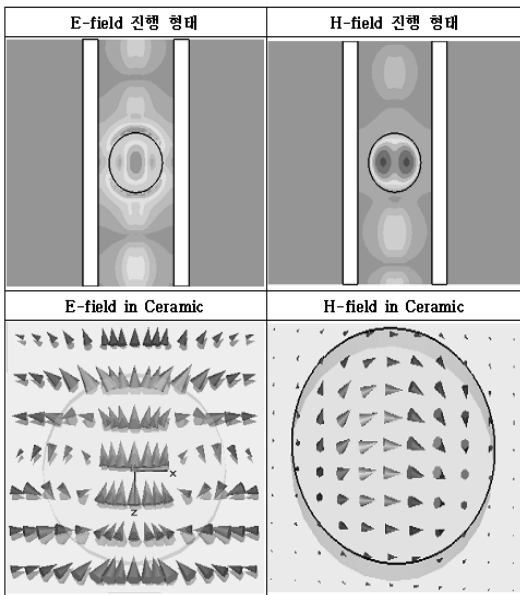 E-field 진행 형태
H-field 진행 형태
E-field in Ceramic
H-field in Ceramic
x
z